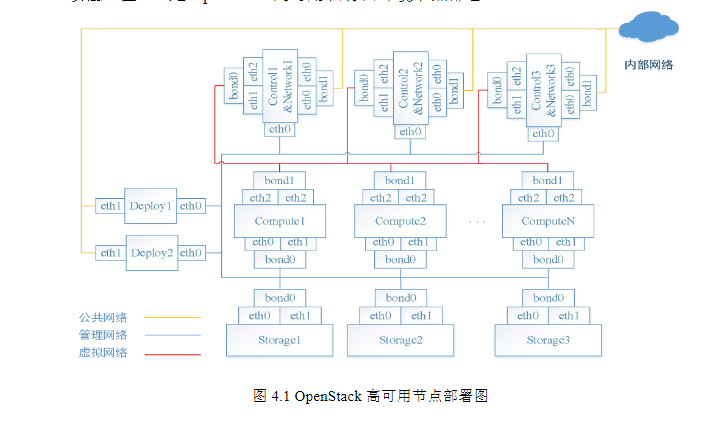 内部网络
bond0
eth2
eth1
Control1
&Network1
eth0
eth0
bond1
eth0
bond0
eth2
eth1
Control2
&Network2
eth0
eth0
bond1
eth0
bond0
eth2
eth1
Control3
&Network3
eth0
eth0
bond1
eth0
bond1
eth2 eth2
Compute1
eth0 eth1
bond0
bond1
eth2 eth2
Compute2
eth0 eth1
bond0
· · ·
bond1
eth2 eth2
ComputeN
eth0 eth1
bond0
eth1 Deploy1 eth0
eth1 Deploy2 eth0
bond0
eth0 eth1
Storage1
bond0
eth0 eth1
Storage2
bond0
eth0 eth1
Storage3
公共网络
管理网络
虚拟网络
图 4.1 OpenStack 高可用节点部署图